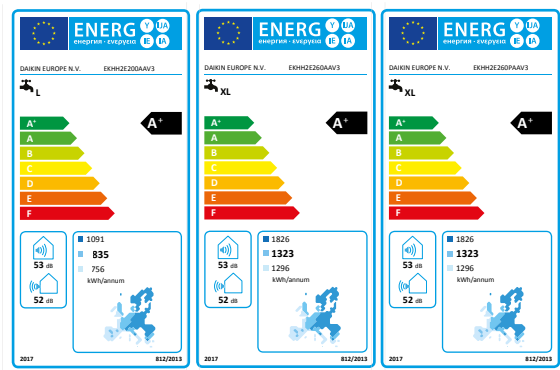 ENERG Y IJA IE IA
енергия · ενεργεια
DAIKIN EUROPE N.V. EKHH2E200AAV3
L
A+
A
B
C
D
E
F
A+
53 dB
52 dB
1091
835
756
kWh/annum
2017 812/2013
ENERG Y IJA IE IA
енергия · ενεργεια
DAIKIN EUROPE N.V. EKHH2E260AAV3
XL
A+
A
B
C
D
E
F
A+
53 dB
52 dB
1826
1323
1296
kWh/annum
2017 812/2013
ENERG Y IJA IE IA
енергия · ενεργεια
DAIKIN EUROPE N.V. EKHH2E260PAAV3
XL
A+
A
B
C
D
E
F
A+
53 dB
52 dB
1826
1323
1296
kWh/annum
2017 812/2013